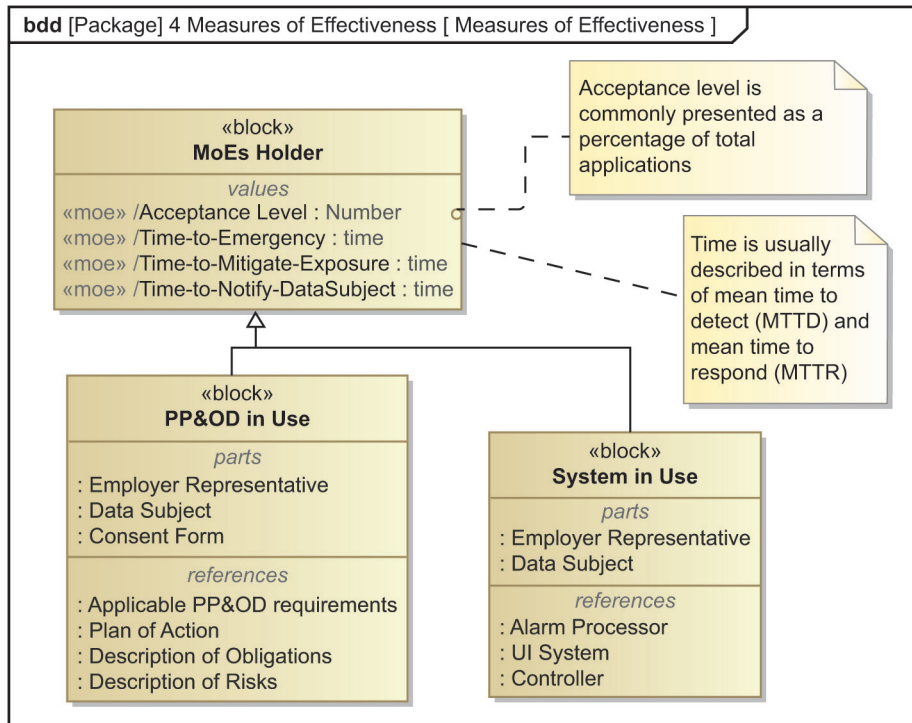 bdd [Package] 4 Measures of Effectiveness [ Measures of Effectiveness ]
Acceptance level is
commonly presented as a
percentage of total
applications
«block»
MoEs Holder
values
«moe» /Acceptance Level : Number
«moe» /Time-to-Emergency : time
«moe» /Time-to-Mitigate-Exposure : time
«moe» /Time-to-Notify-DataSubject : time
Time is usually
described in terms
of mean time to
detect (MTTD) and
mean time to
respond (MTTR)
«block»
PP&OD in Use
parts
: Employer Representative
: Data Subject
: Consent Form
references
: Applicable PP&OD requirements
: Plan of Action
: Description of Obligations
: Description of Risks
«block»
System in Use
parts
: Employer Representative
: Data Subject
references
: Alarm Processor
: UI System
: Controller